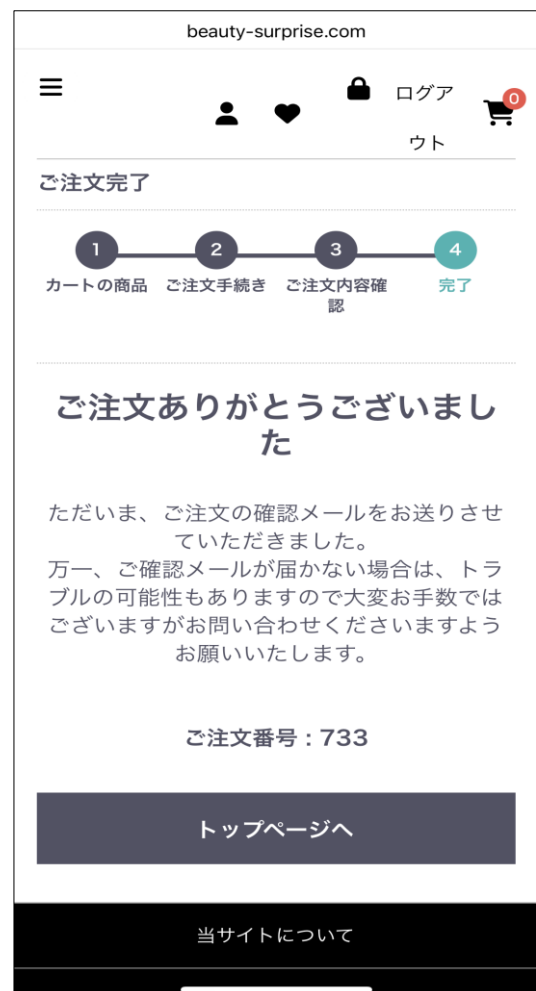 beauty-surprise.com
ログア
ウト
0
ご注文完了
1 2 3 4
カートの商品 ご注文手続き ご注文内容確
認 完了
ご注文ありがとうございまし
た
ただいま、ご注文の確認メールをお送りさせ
ていただきました。
万一、ご確認メールが届かない場合は、トラ
ブルの可能性もありますので大変お手数では
ございますがお問い合わせくださいますよう
お願いいたします。
ご注文番号：733
トップページへ
当サイトについて